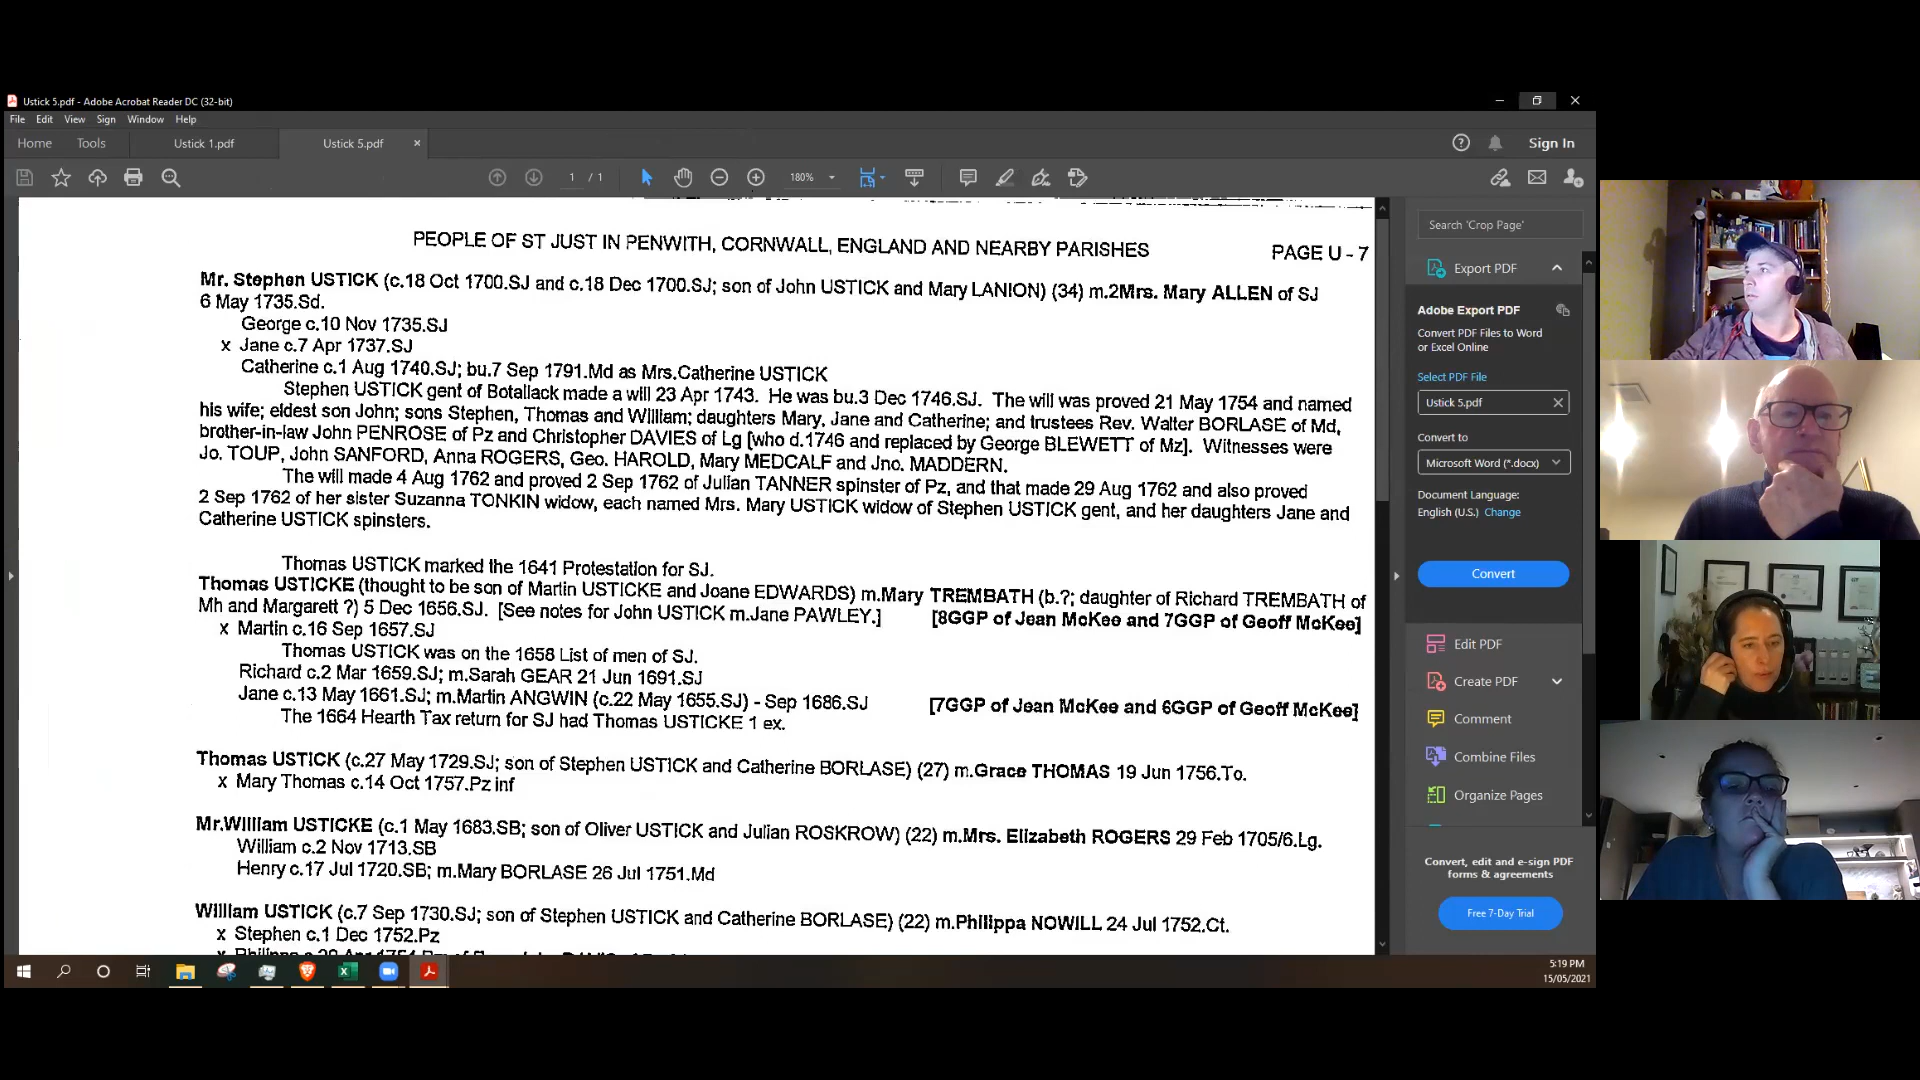 Ustick 5.pdf - Adobe Acrobat Reader DC (32-bit)
File Edit View Sign Window Help
Home Tools Ustick 1.pdf Ustick 5.pdf × Sign In
1 / 1 180%
PEOPLE OF ST JUST IN PENWITH, CORNWALL, ENGLAND AND NEARBY PARISHES PAGE U - 7
Mr. Stephen USTICK (c.18 Oct 1700.SJ and c.18 Dec 1700.SJ; son of John USTICK and Mary LANION) (34) m.2Mrs. Mary ALLEN of SJ
6 May 1735.Sd.
George c.10 Nov 1735.SJ
x Jane c.7 Apr 1737.SJ
Catherine c.1 Aug 1740.SJ; bu.7 Sep 1791.Md as Mrs.Catherine USTICK
Stephen USTICK gent of Botallack made a will 23 Apr 1743. He was bu.3 Dec 1746.SJ. The will was proved 21 May 1754 and named
his wife; eldest son John; sons Stephen, Thomas and William; daughters Mary, Jane and Catherine; and trustees Rev. Walter BORLASE of Md,
brother-in-law John PENROSE of Pz and Christopher DAVIES of Lg [who d.1746 and replaced by George BLEWETT of Mz]. Witnesses were
Jo. TOUP, John SANFORD, Anna ROGERS, Geo. HAROLD, Mary MEDCALF and Jno. MADDERN.
The will made 4 Aug 1762 and proved 2 Sep 1762 of Julian TANNER spinster of Pz, and that made 29 Aug 1762 and also proved
2 Sep 1762 of her sister Suzanna TONKIN widow, each named Mrs. Mary USTICK widow of Stephen USTICK gent, and her daughters Jane and
Catherine USTICK spinsters.
Thomas USTICK marked the 1641 Protestation for SJ.
Thomas USTICKE (thought to be son of Martin USTICKE and Joane EDWARDS) m.Mary TREMBATH (b.?; daughter of Richard TREMBATH of
Mh and Margarett ?) 5 Dec 1656.SJ. [See notes for John USTICK m.Jane PAWLEY.] [8GGP of Jean McKee and 7GGP of Geoff McKee]
x Martin c.16 Sep 1657.SJ
Thomas USTICK was on the 1658 List of men of SJ.
Richard c.2 Mar 1659.SJ; m.Sarah GEAR 21 Jun 1691.SJ
Jane c.13 May 1661.SJ; m.Martin ANGWIN (c.22 May 1655.SJ) - Sep 1686.SJ [7GGP of Jean McKee and 6GGP of Geoff McKee]
The 1664 Hearth Tax return for SJ had Thomas USTICKE 1 ex.
Thomas USTICK (c.27 May 1729.SJ; son of Stephen USTICK and Catherine BORLASE) (27) m.Grace THOMAS 19 Jun 1756.To.
x Mary Thomas c.14 Oct 1757.Pz inf
Mr.William USTICKE (c.1 May 1683.SB; son of Oliver USTICK and Julian ROSKROW) (22) m.Mrs. Elizabeth ROGERS 29 Feb 1705/6.Lg.
William c.2 Nov 1713.SB
Henry c.17 Jul 1720.SB; m.Mary BORLASE 26 Jul 1751.Md
William USTICK (c.7 Sep 1730.SJ; son of Stephen USTICK and Catherine BORLASE) (22) m.Philippa NOWILL 24 Jul 1752.Ct.
x Stephen c.1 Dec 1752.Pz
Search 'Crop Page'
Export PDF
Adobe Export PDF
Convert PDF Files to Word
or Excel Online
Select PDF File
Ustick 5.pdf
Convert to
Microsoft Word (*.docx)
Document Language:
English (U.S.) Change
Convert
Edit PDF
Create PDF
Comment
Combine Files
Organize Pages
Convert, edit and e-sign PDF
forms & agreements
Free 7-Day Trial
5:19 PM
15/05/2021